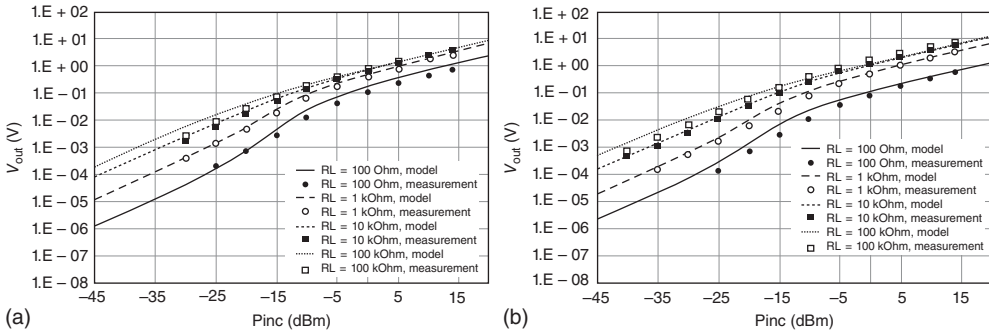 1.E + 02
1.E + 01
1.E + 00
1.E – 01
1.E – 02
1.E – 03
1.E – 04
1.E – 05
1.E – 06
1.E – 07
1.E – 08
Vout (V)
RL = 100 Ohm, model
RL = 100 Ohm, measurement
RL = 1 kOhm, model
RL = 1 kOhm, measurement
RL = 10 kOhm, model
RL = 10 kOhm, measurement
RL = 100 kOhm, model
RL = 100 kOhm, measurement
–45 –35 –25 –15 –5 5 15
Pinc (dBm)
(a)
1.E + 02
1.E + 01
1.E + 00
1.E – 01
1.E – 02
1.E – 03
1.E – 04
1.E – 05
1.E – 06
1.E – 07
1.E – 08
Vout (V)
RL = 100 Ohm, model
RL = 100 Ohm, measurement
RL = 1 kOhm, model
RL = 1 kOhm, measurement
RL = 10 kOhm, model
RL = 10 kOhm, measurement
RL = 100 kOhm, model
RL = 100 kOhm, measurement
–45 –35 –25 –15 –5 5 15
Pinc (dBm)
(b)